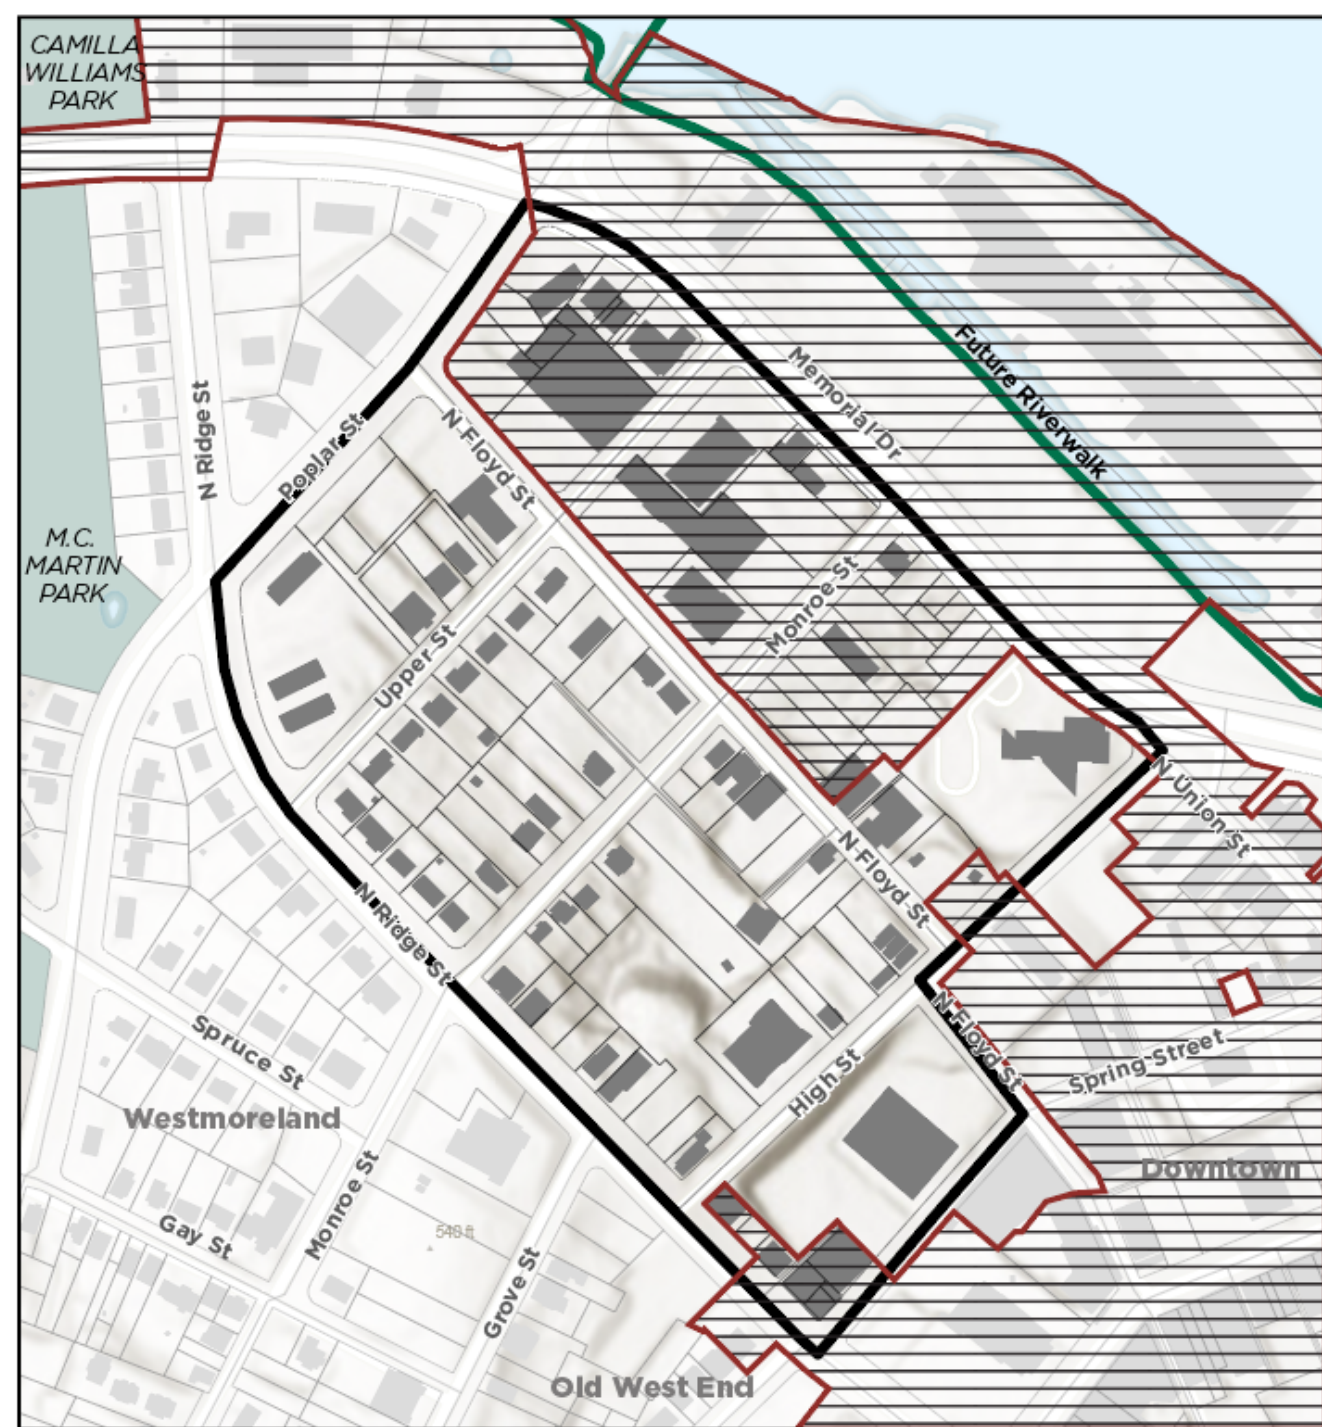 CAMILLA
WILLIAMS
PARK
Future Riverwalk
Memorial Dr
N Ridge St
Poplar St
N Floyd St
M.C.
MARTIN
PARK
Monroe St
Upper St
N Union St
N Floyd St
N Ridge St
N Floyd St
Spring Street
Spruce St
High St
Westmoreland
Downtown
Monroe St
Gay St
540 ft
Grove St
Old West End